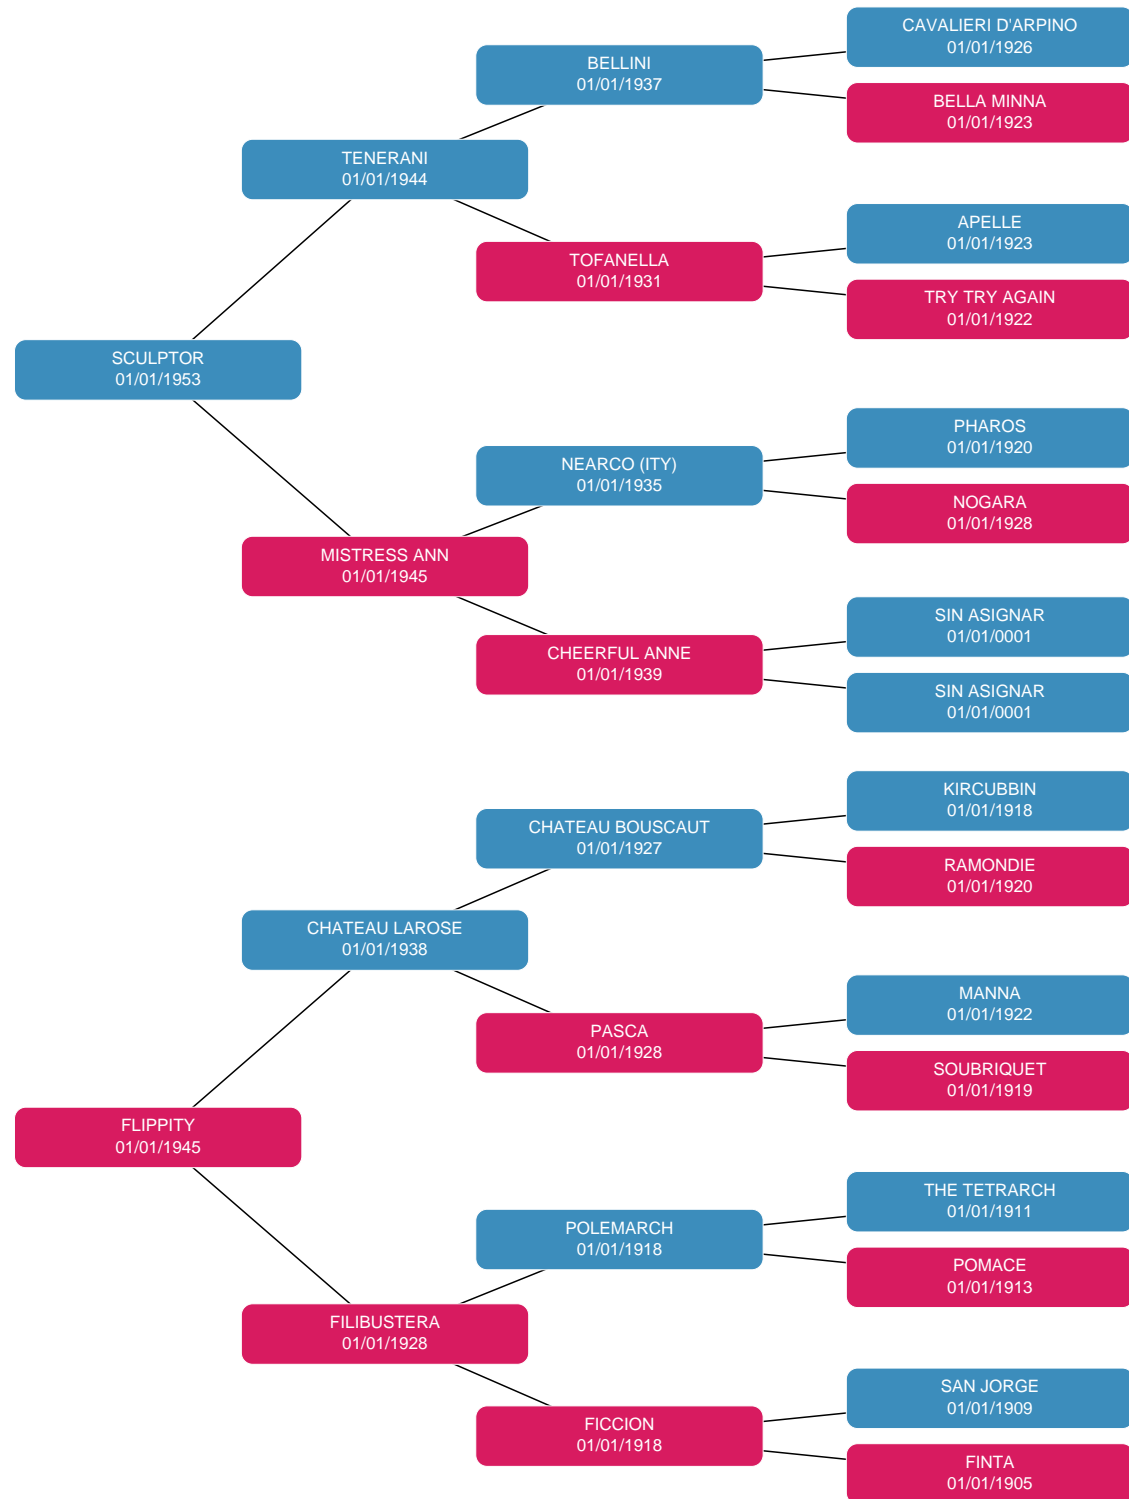 CAVALIERI D'ARPINO
01/01/1926
BELLINI
01/01/1937
BELLA MINNA
01/01/1923
TENERANI
01/01/1944
APELLE
01/01/1923
TOFANELLA
01/01/1931
TRY TRY AGAIN
01/01/1922
SCULPTOR
01/01/1953
PHAROS
01/01/1920
NEARCO (ITY)
01/01/1935
NOGARA
01/01/1928
MISTRESS ANN
01/01/1945
SIN ASIGNAR
01/01/0001
CHEERFUL ANNE
01/01/1939
SIN ASIGNAR
01/01/0001
KIRCUBBIN
01/01/1918
CHATEAU BOUSCAUT
01/01/1927
RAMONDIE
01/01/1920
CHATEAU LAROSE
01/01/1938
MANNA
01/01/1922
PASCA
01/01/1928
SOUBRIQUET
01/01/1919
FLIPPITY
01/01/1945
THE TETRARCH
01/01/1911
POLEMARCH
01/01/1918
POMACE
01/01/1913
FILIBUSTERA
01/01/1928
SAN JORGE
01/01/1909
FICCION
01/01/1918
FINTA
01/01/1905